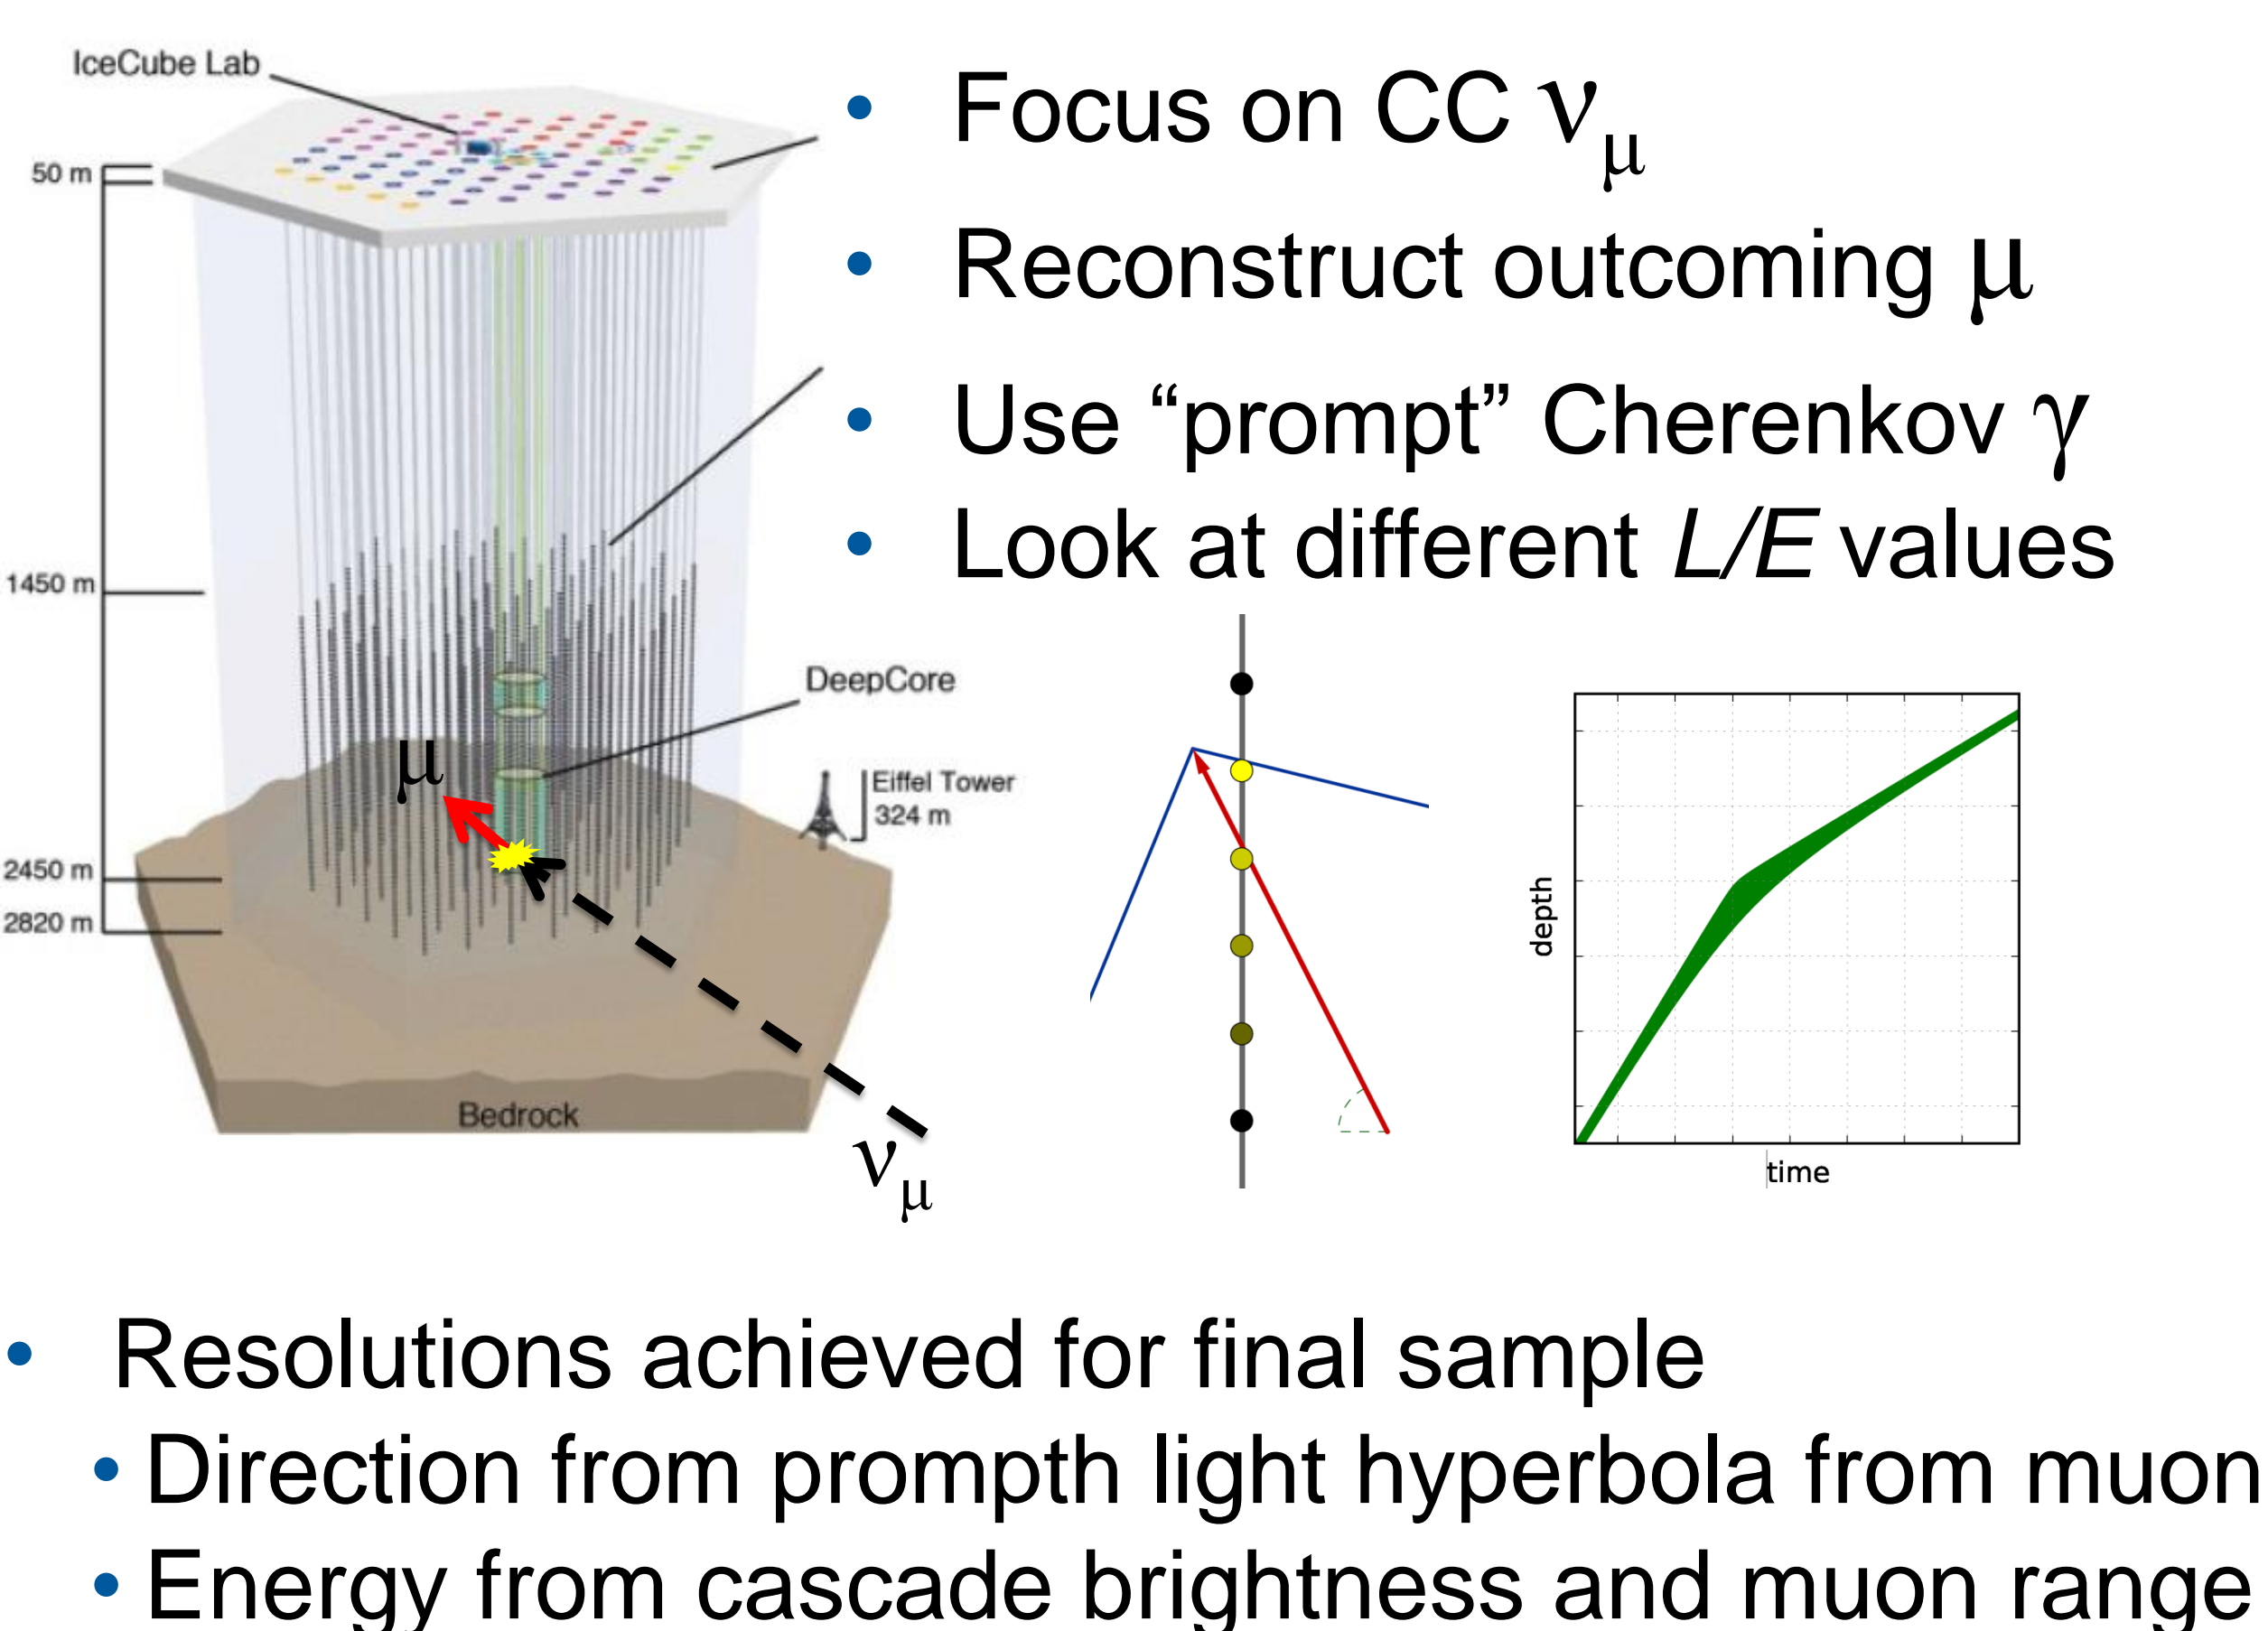 IceCube Lab
50 m
1450 m
2450 m
2820 m
DeepCore
Eiffel Tower
324 m
μ
Bedrock
νμ
• Focus on CC νμ
• Reconstruct outcoming μ
• Use “prompt” Cherenkov γ
• Look at different L/E values
depth
time
• Resolutions achieved for final sample
• Direction from prompth light hyperbola from muon
• Energy from cascade brightness and muon range